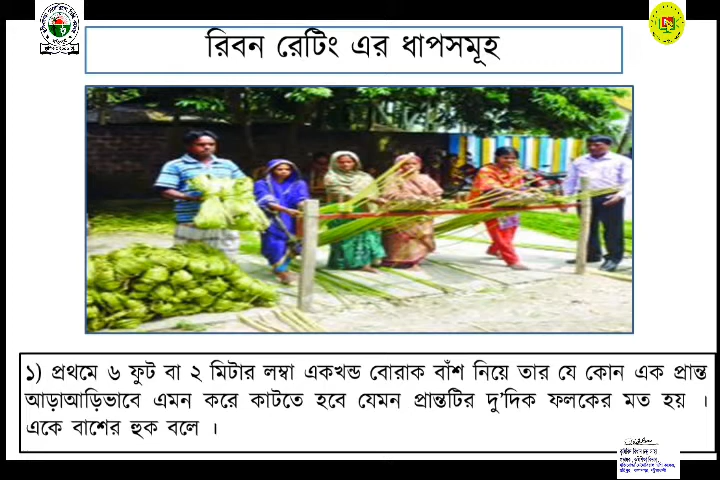 রিবন রেটিং এর ধাপসমূহ
১) প্রথমে ৬ ফুট বা ২ মিটার লম্বা একখন্ড বোরাক বাঁশ নিয়ে তার যে কোন এক প্রান্ত
আড়াআড়িভাবে এমন করে কাটতে হবে যেমন প্রান্তটির দু’দিক ফলকের মত হয় ।
একে বাশের হুক বলে ।